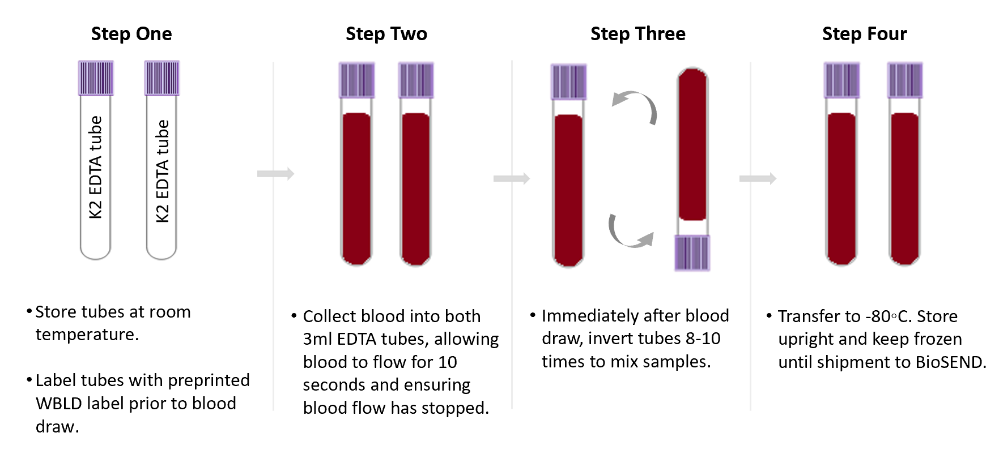 Step One
K2 EDTA tube
K2 EDTA tube
• Store tubes at room
temperature.
• Label tubes with preprinted
WBLD label prior to blood
draw.
Step Two
• Collect blood into both
3ml EDTA tubes, allowing
blood to flow for 10
seconds and ensuring
blood flow has stopped.
Step Three
• Immediately after blood
draw, invert tubes 8-10
times to mix samples.
Step Four
• Transfer to -80◦C. Store
upright and keep frozen
until shipment to BioSEND.